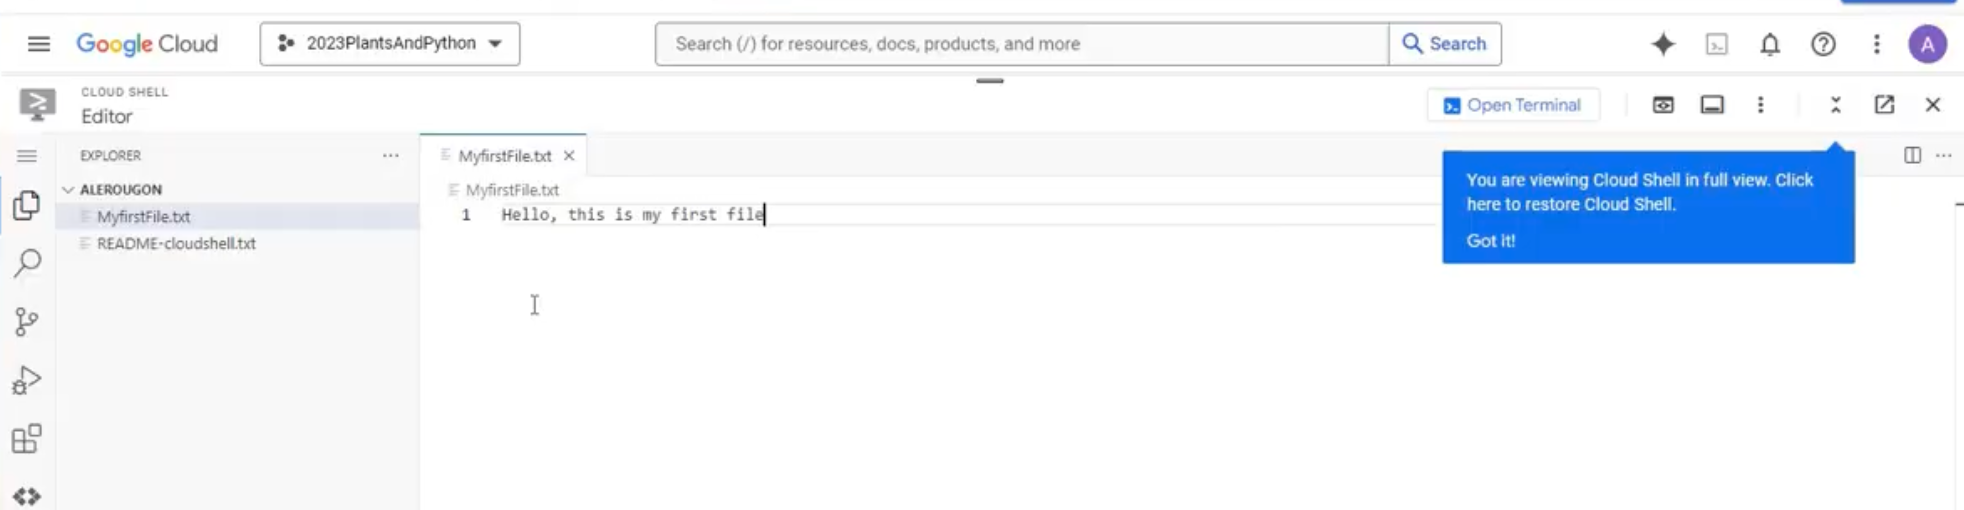 Google Cloud
2023PlantsAndPython
Search (/) for resources, docs, products, and more
Search
A
CLOUD SHELL
Editor
Open Terminal
EXPLORER
MyfirstFile.txt
ALEROUGON
MyfirstFile.txt
README-cloudshell.txt
MyfirstFile.txt
1 Hello, this is my first file
You are viewing Cloud Shell in full view. Click
here to restore Cloud Shell.
Got it!